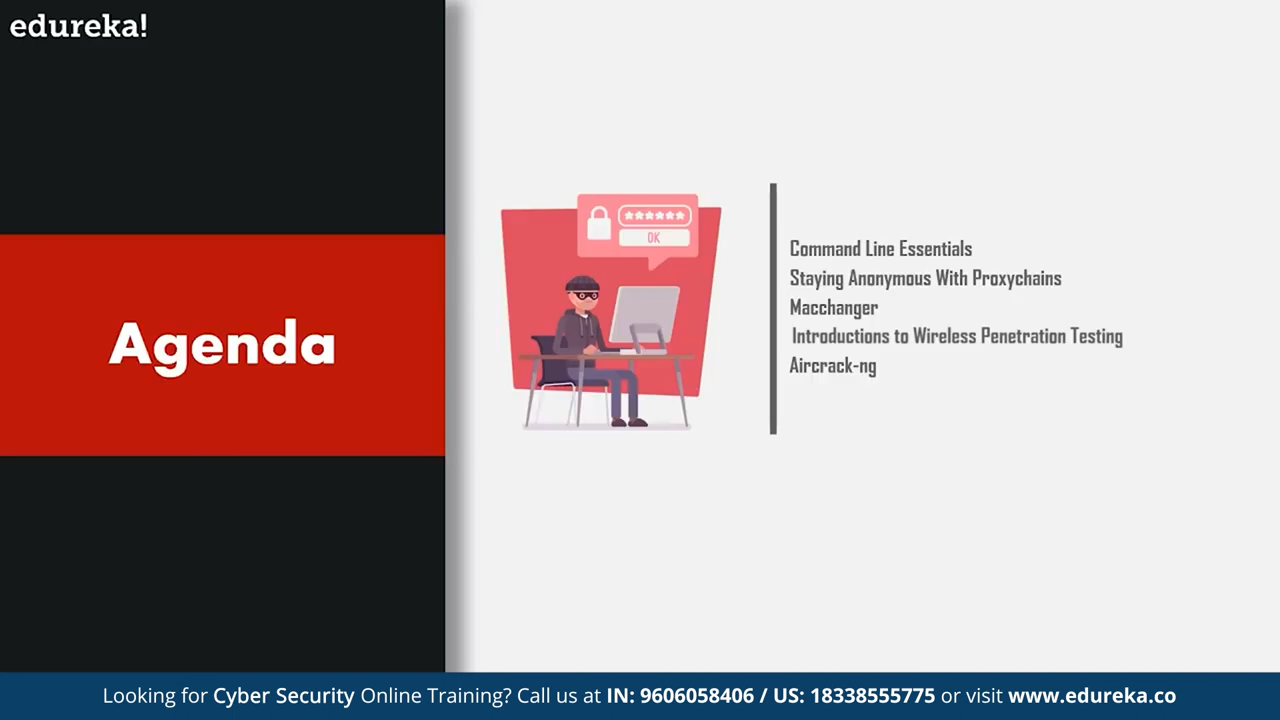 edureka!
Agenda
******
OK
Command Line Essentials
Staying Anonymous With Proxychains
Macchanger
Introductions to Wireless Penetration Testing
Aircrack-ng
Looking for Cyber Security Online Training? Call us at IN: 9606058406 / US: 18338555775 or visit www.edureka.co